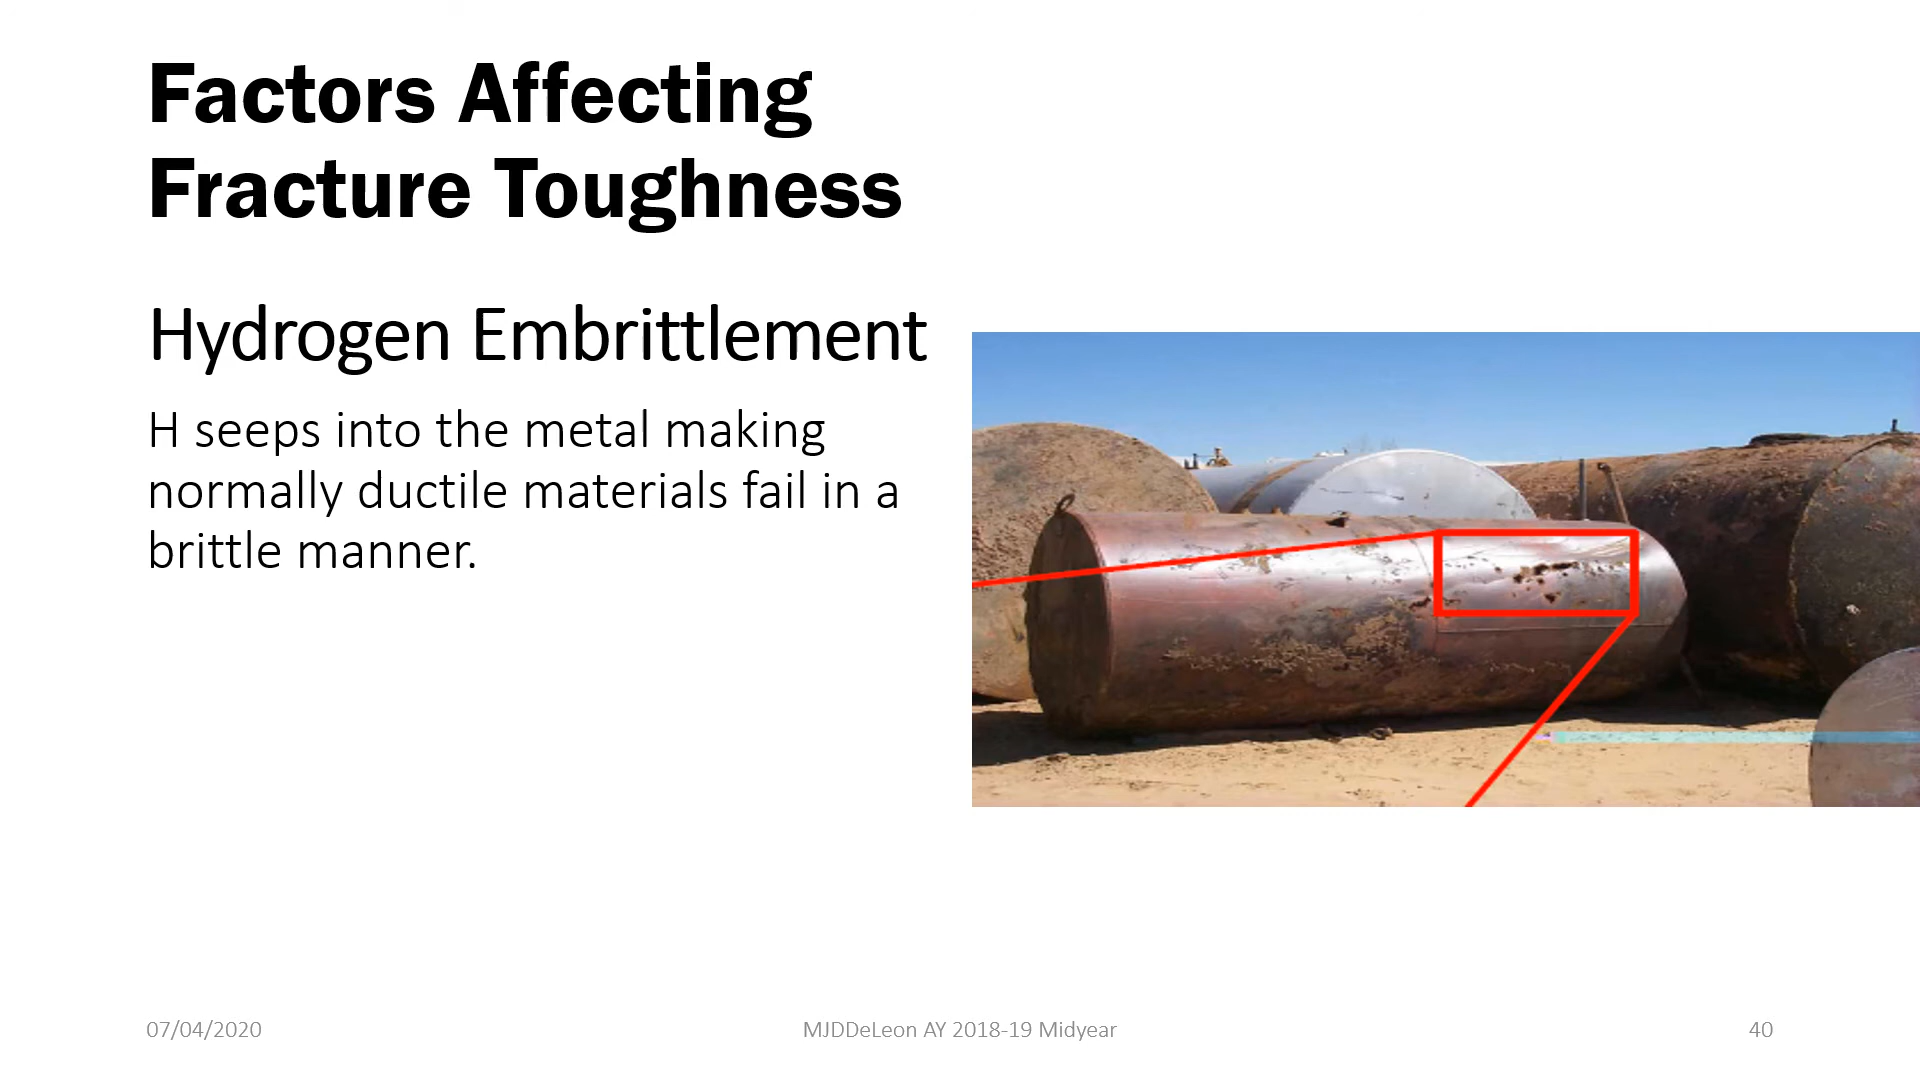 Factors Affecting
Fracture Toughness
Hydrogen Embrittlement
H seeps into the metal making
normally ductile materials fail in a
brittle manner.
07/04/2020
MJDDeLeon AY 2018-19 Midyear
40